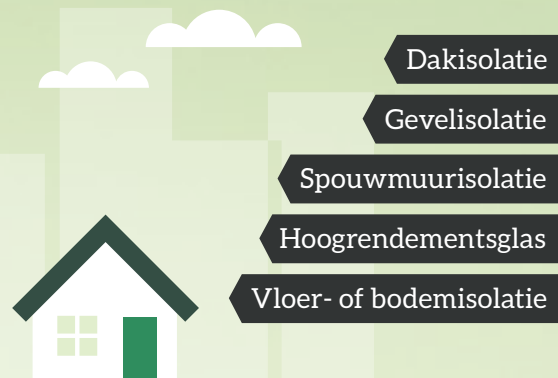 Dakisolatie
Gevelisolatie
Spouwmuurisolatie
Hoogrendementsglas
Vloer- of bodemisolatie